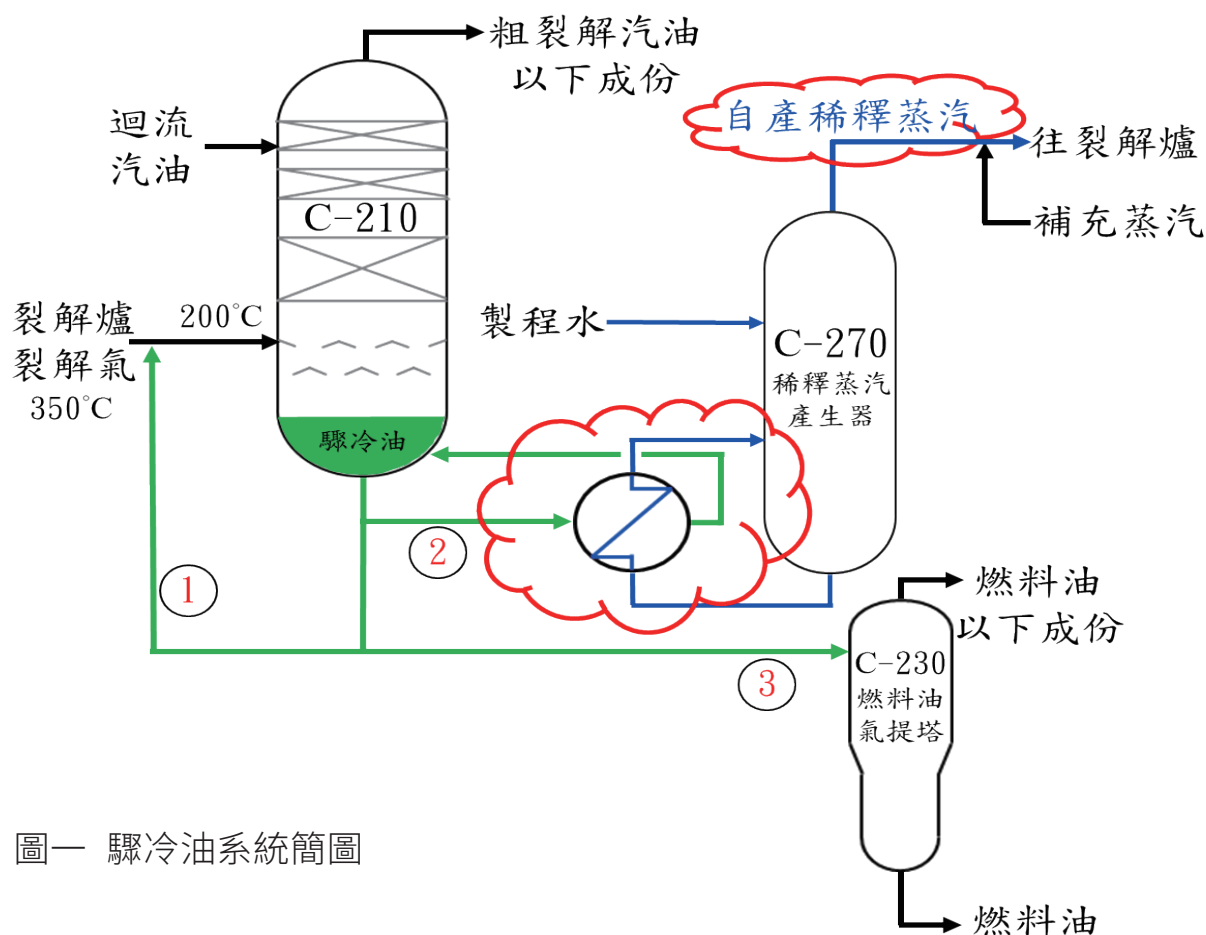 粗裂解汽油
以下成份
自產稀釋蒸汽
往裂解爐
補充蒸汽
迴流
汽油
C-210
裂解爐
裂解氣
350°C
200°C
驟冷油
製程水
C-270
稀釋蒸汽
產生器
1
2
3
燃料油
以下成份
C-230
燃料油
氣提塔
燃料油
圖一 驟冷油系統簡圖